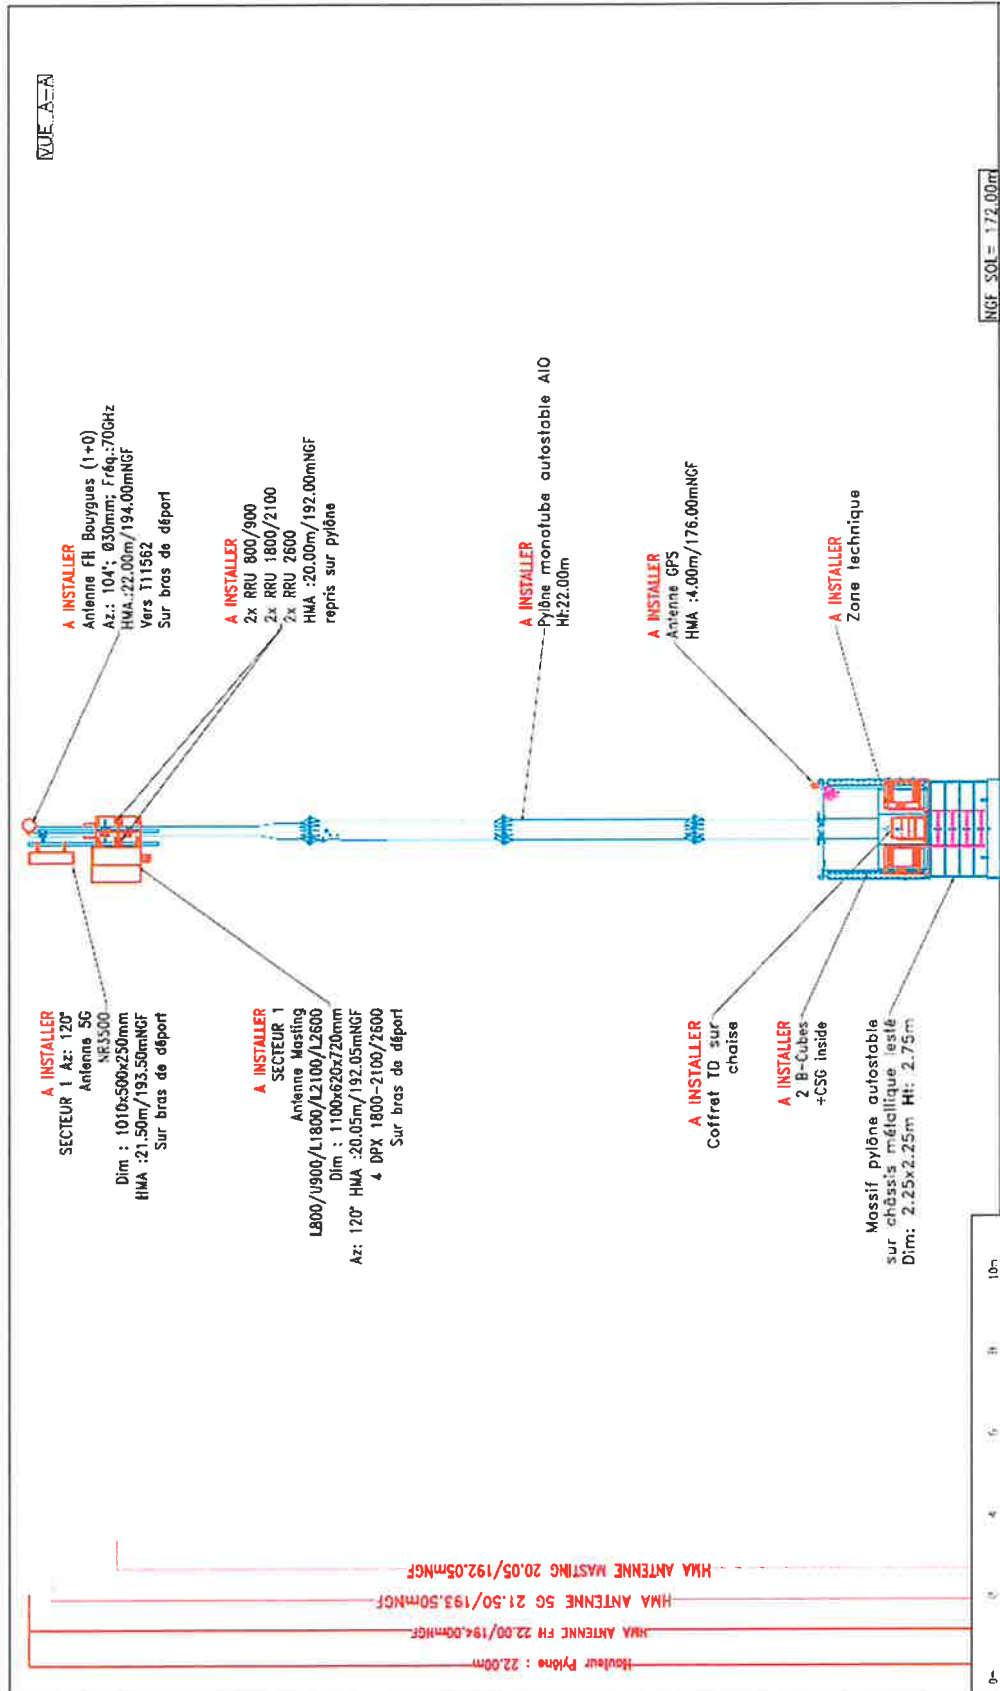 VUE A-A
A INSTALLER
SECTEUR 1 Az: 120°
Antenne 5G
NR3500
Dim : 1010x500x250mm
HMA :21.50m/193.50mNGF
Sur bras de déport
A INSTALLER
SECTEUR 1
Antenne Masting
L800/U900/L1800/L2100/L2600
Dim : 1100x620x720mm
Az: 120° HMA :20.05m/192.05mNGF
4 DPX 1800-2100/2600
Sur bras de déport
A INSTALLER
Coffret TD sur
chaise
A INSTALLER
2 B-Cubes
+CSG inside
Massif pylône autostable
sur châssis métallique lesté
Dim: 2.25x2.25m Ht: 2.75m
A INSTALLER
Antenne FH Bouygues (1+0)
Az.: 104°; Ø30mm; Fréq.:70GHz
HMA.:22.00m/194.00mNGF
Vers T11562
Sur bras de déport
A INSTALLER
2x RRU 800/900
2x RRU 1800/2100
2x RRU 2600
HMA :20.00m/192.00mNGF
repris sur pylône
A INSTALLER
Pylône monotube autostable AIO
Ht:22.00m
A INSTALLER
Antenne GPS
HMA :4.00m/176.00mNGF
A INSTALLER
Zone technique
NGF SOL= 172.00m
HMA ANTENNE MASTING 20.05/192.05mNGF
HMA ANTENNE 5G 21.50/193.50mNGF
HMA ANTENNE FH 22.00/194.00mNGF
Hauteur Pylône : 22.00m
10m